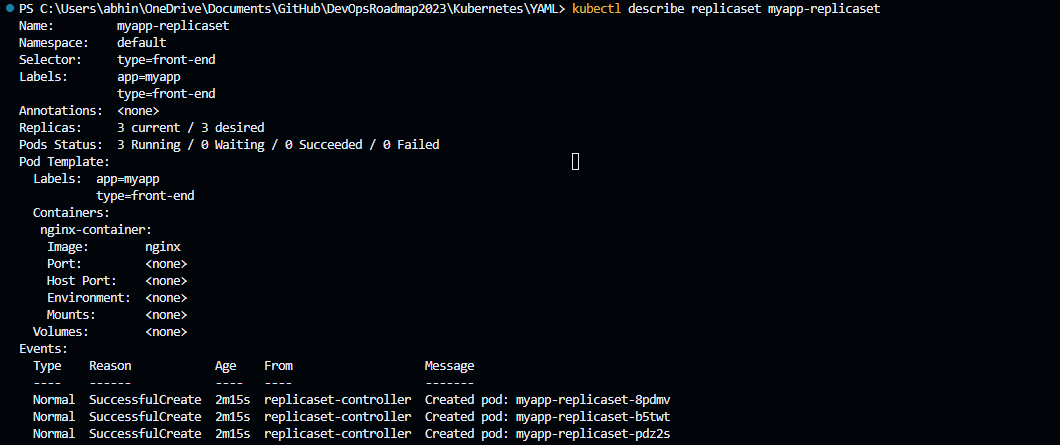 PS C:\Users\abhin\OneDrive\Documents\GitHub\DevOpsRoadmap2023\Kubernetes\YAML> kubectl describe replicaset myapp-replicaset
Name:         myapp-replicaset
Namespace:    default
Selector:     type=front-end
Labels:       app=myapp
              type=front-end
Annotations:  <none>
Replicas:     3 current / 3 desired
Pods Status:  3 Running / 0 Waiting / 0 Succeeded / 0 Failed
Pod Template:
  Labels:  app=myapp
           type=front-end
  Containers:
   nginx-container:
    Image:        nginx
    Port:         <none>
    Host Port:    <none>
    Environment:  <none>
    Mounts:       <none>
  Volumes:        <none>
Events:
  Type    Reason            Age    From                   Message
  ----    ------            ----   ----                   -------
  Normal  SuccessfulCreate  2m15s  replicaset-controller  Created pod: myapp-replicaset-8pdmv
  Normal  SuccessfulCreate  2m15s  replicaset-controller  Created pod: myapp-replicaset-b5twt
  Normal  SuccessfulCreate  2m15s  replicaset-controller  Created pod: myapp-replicaset-pdz2s